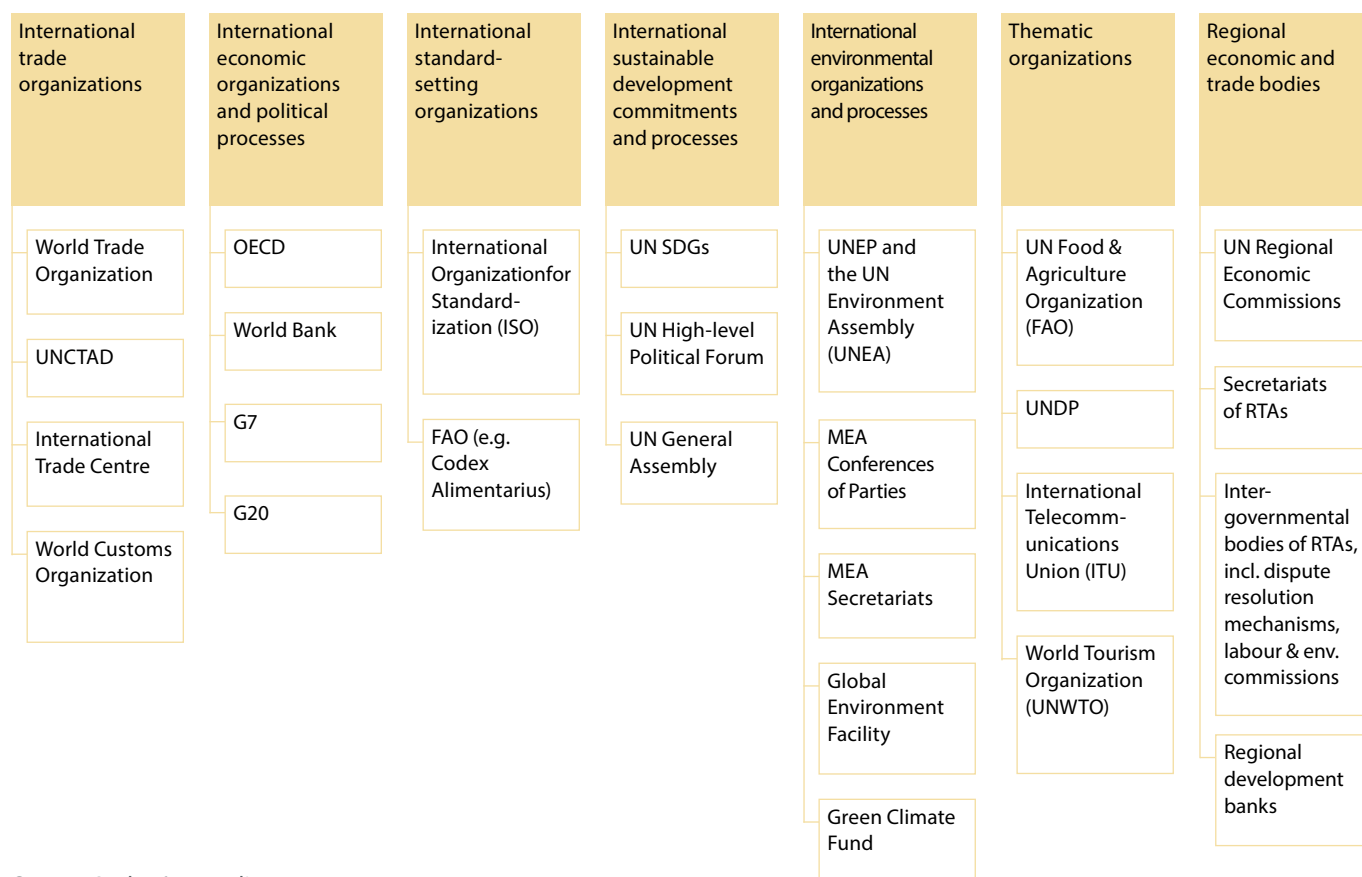 International
trade
organizations
World Trade
Organization
UNCTAD
International
Trade Centre
World Customs
Organization
International
economic
organizations
and political
processes
OECD
World Bank
G7
G20
International
standard-
setting
organizations
International
Organizationfor
Standard-
ization (ISO)
FAO (e.g.
Codex
Alimentarius)
International
sustainable
development
commitments
and processes
UN SDGs
UN High-level
Political Forum
UN General
Assembly
International
environmental
organizations
and processes
UNEP and
the UN
Environment
Assembly
(UNEA)
MEA
Conferences
of Parties
MEA
Secretariats
Global
Environment
Facility
Green Climate
Fund
Thematic
organizations
UN Food &
Agriculture
Organization
(FAO)
UNDP
International
Telecomm-
unications
Union (ITU)
World Tourism
Organization
(UNWTO)
Regional
economic and
trade bodies
UN Regional
Economic
Commissions
Secretariats
of RTAs
Inter-
governmental
bodies of RTAs,
incl. dispute
resolution
mechanisms,
labour & env.
commissions
Regional
development
banks